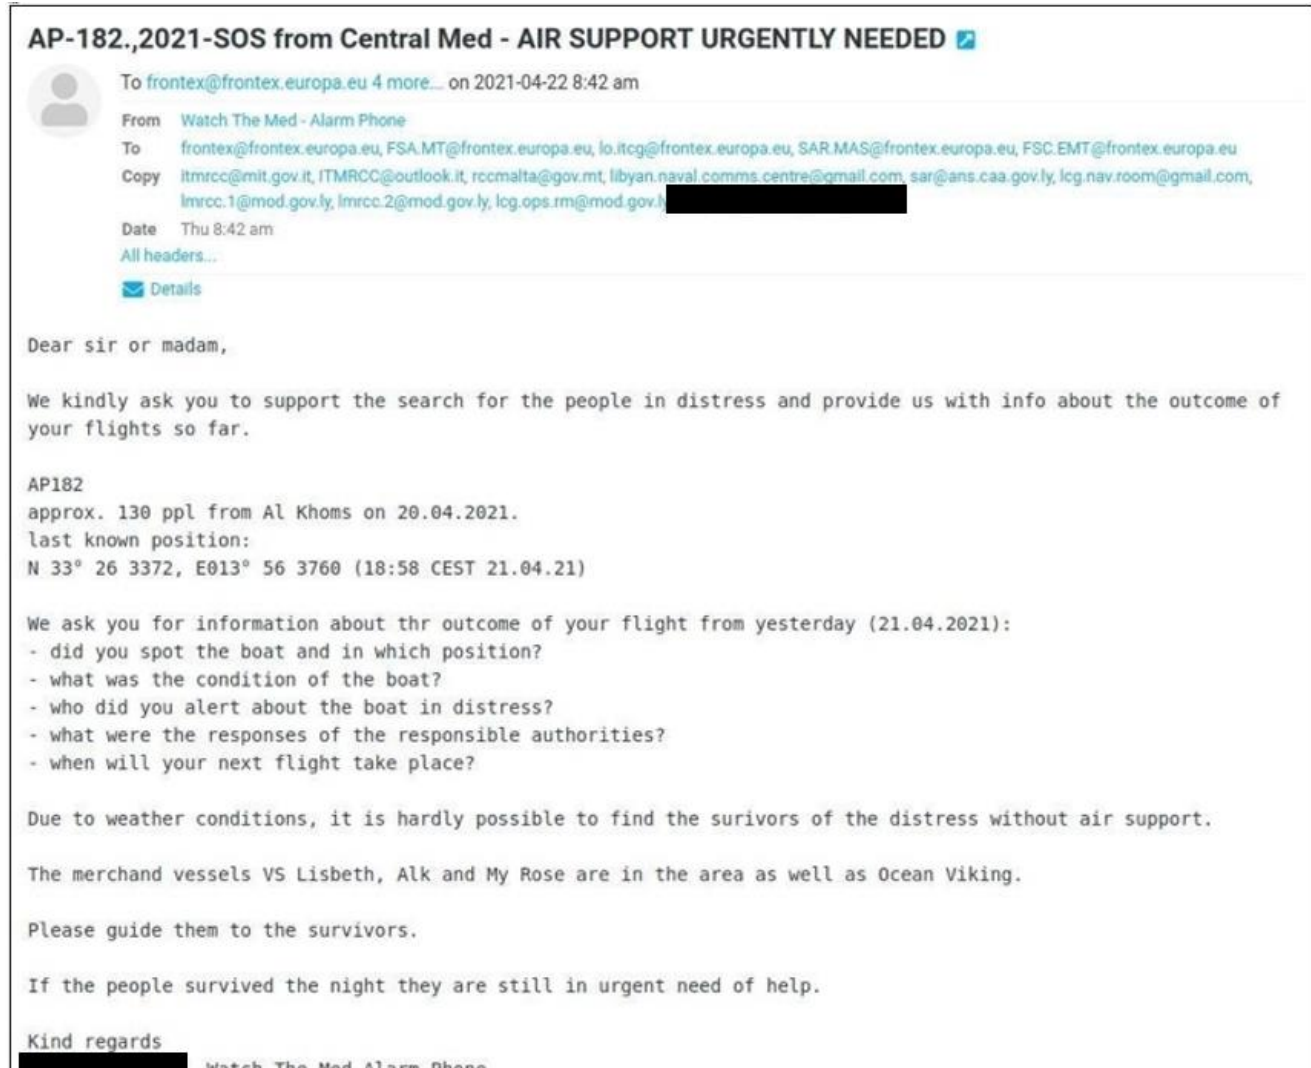 AP-182.,2021-SOS from Central Med - AIR SUPPORT URGENTLY NEEDED
To frontex@frontex.europa.eu 4 more... on 2021-04-22 8:42 am
From Watch The Med - Alarm Phone
To frontex@frontex.europa.eu, FSA.MT@frontex.europa.eu, lo.itcg@frontex.europa.eu, SAR.MAS@frontex.europa.eu, FSC.EMT@frontex.europa.eu
Copy itmrcc@mit.gov.it, ITMRCC@outlook.it, rccmalta@gov.mt, libyan.naval.comms.centre@gmail.com, sar@ans.caa.gov.ly, lcg.nav.room@gmail.com,
lmrcc.1@mod.gov.ly, lmrcc.2@mod.gov.ly, lcg.ops.rm@mod.gov.ly
Date Thu 8:42 am
All headers...
Details
Dear sir or madam,
We kindly ask you to support the search for the people in distress and provide us with info about the outcome of
your flights so far.
AP182
approx. 130 ppl from Al Khoms on 20.04.2021.
last known position:
N 33° 26 3372, E013° 56 3760 (18:58 CEST 21.04.21)
We ask you for information about thr outcome of your flight from yesterday (21.04.2021):
- did you spot the boat and in which position?
- what was the condition of the boat?
- who did you alert about the boat in distress?
- what were the responses of the responsible authorities?
- when will your next flight take place?
Due to weather conditions, it is hardly possible to find the surivors of the distress without air support.
The merchand vessels VS Lisbeth, Alk and My Rose are in the area as well as Ocean Viking.
Please guide them to the survivors.
If the people survived the night they are still in urgent need of help.
Kind regards
Watch The Med Alarm Phone